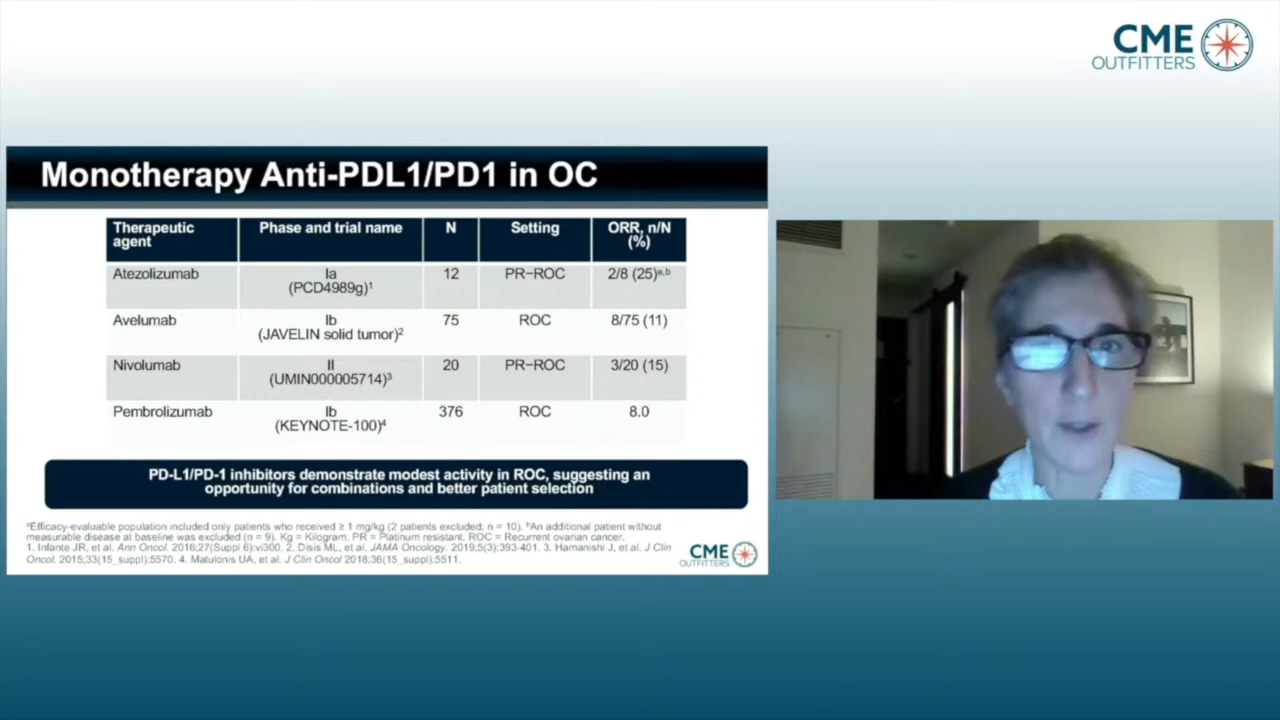 CME
OUTFITTERS
Monotherapy Anti-PDL1/PD1 in OC
Therapeutic agent | Phase and trial name | N | Setting | ORR, n/N (%)
Atezolizumab | Ia (PCD4989g)¹ | 12 | PR−ROC | 2/8 (25)ᵃ,ᵇ
Avelumab | Ib (JAVELIN solid tumor)² | 75 | ROC | 8/75 (11)
Nivolumab | II (UMIN000005714)³ | 20 | PR−ROC | 3/20 (15)
Pembrolizumab | Ib (KEYNOTE-100)⁴ | 376 | ROC | 8.0
PD-L1/PD-1 inhibitors demonstrate modest activity in ROC, suggesting an
opportunity for combinations and better patient selection
ᵃEfficacy-evaluable population included only patients who received ≥ 1 mg/kg (2 patients excluded; n = 10). ᵇAn additional patient without
measurable disease at baseline was excluded (n = 9). Kg = Kilogram. PR = Platinum resistant. ROC = Recurrent ovarian cancer.
1. Infante JR, et al. Ann Oncol. 2016;27(Suppl 6):vi300. 2. Disis ML, et al. JAMA Oncology. 2019;5(3):393-401. 3. Hamanishi J, et al. J Clin
Oncol. 2015;33(15_suppl):5570. 4. Matulonis UA, et al. J Clin Oncol 2018;36(15_suppl):5511.
CME
OUTFITTERS